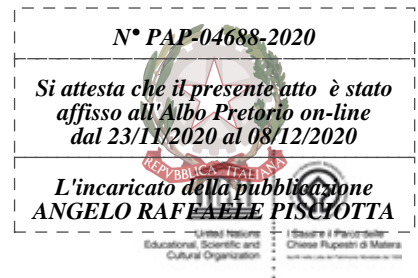 N° PAP-04688-2020
Si attesta che il presente atto è stato
affisso all'Albo Pretorio on-line
dal 23/11/2020 al 08/12/2020
REPVBBLICA ITALIANA
L'incaricato della pubblicazione
ANGELO RAFFAELE PISCIOTTA
United Nations
Educational, Scientific and
Cultural Organization
I Sassi e il Parco delle
Chiese Rupestri di Matera